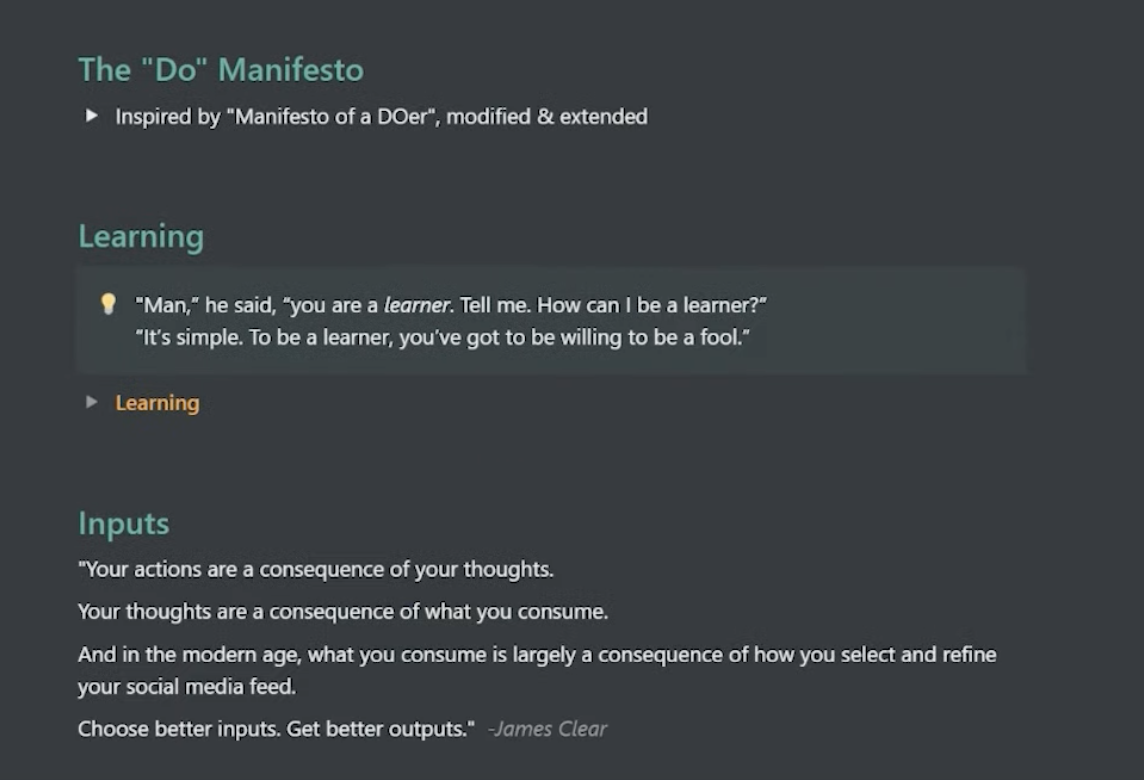 The "Do" Manifesto
Inspired by "Manifesto of a DOer", modified & extended
Learning
"Man,” he said, “you are a learner. Tell me. How can I be a learner?”
“It’s simple. To be a learner, you’ve got to be willing to be a fool.”
Learning
Inputs
"Your actions are a consequence of your thoughts.
Your thoughts are a consequence of what you consume.
And in the modern age, what you consume is largely a consequence of how you select and refine
your social media feed.
Choose better inputs. Get better outputs." -James Clear